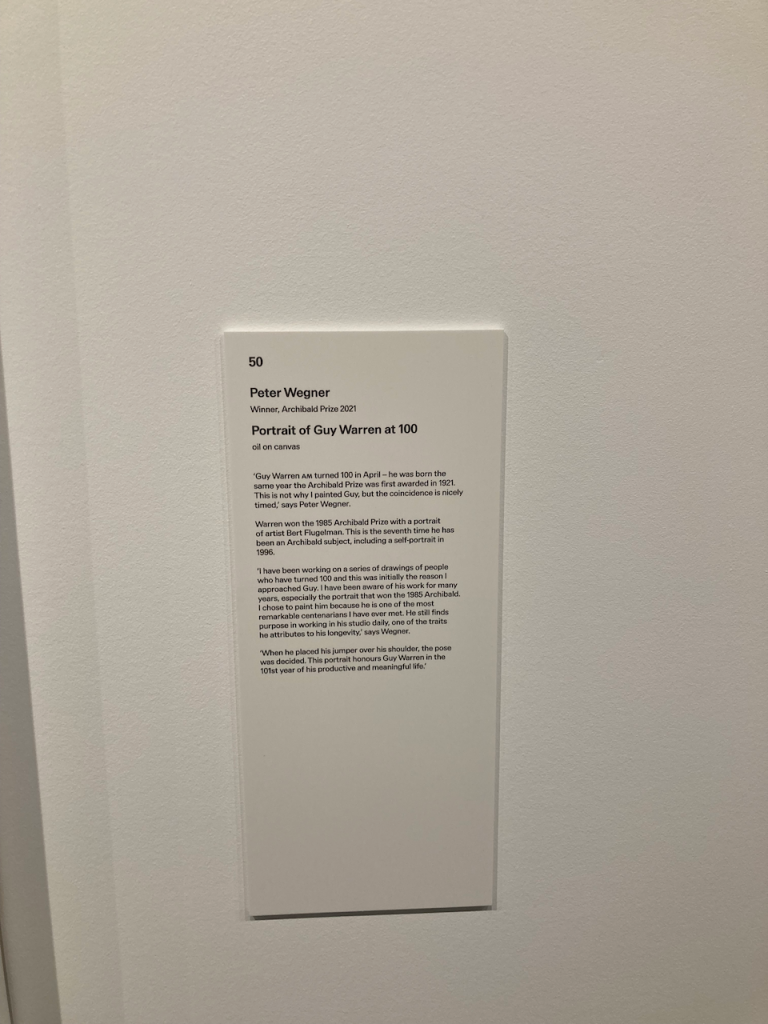 50
Peter Wegner
Winner, Archibald Prize 2021
Portrait of Guy Warren at 100
oil on canvas
‘Guy Warren AM turned 100 in April – he was born the
same year the Archibald Prize was first awarded in 1921.
This is not why I painted Guy, but the coincidence is nicely
timed,’ says Peter Wegner.
Warren won the 1985 Archibald Prize with a portrait
of artist Bert Flugelman. This is the seventh time he has
been an Archibald subject, including a self-portrait in
1996.
‘I have been working on a series of drawings of people
who have turned 100 and this was initially the reason I
approached Guy. I have been aware of his work for many
years, especially the portrait that won the 1985 Archibald.
I chose to paint him because he is one of the most
remarkable centenarians I have ever met. He still finds
purpose in working in his studio daily, one of the traits
he attributes to his longevity,’ says Wegner.
‘When he placed his jumper over his shoulder, the pose
was decided. This portrait honours Guy Warren in the
101st year of his productive and meaningful life.’